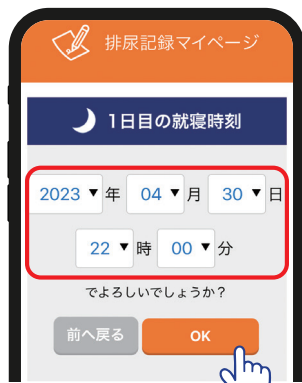 排尿記録マイページ
1日目の就寝時刻
2023 ▼ 年 04 ▼ 月 30 ▼ 日
22 ▼ 時 00 ▼ 分
でよろしいでしょうか？
前へ戻る OK